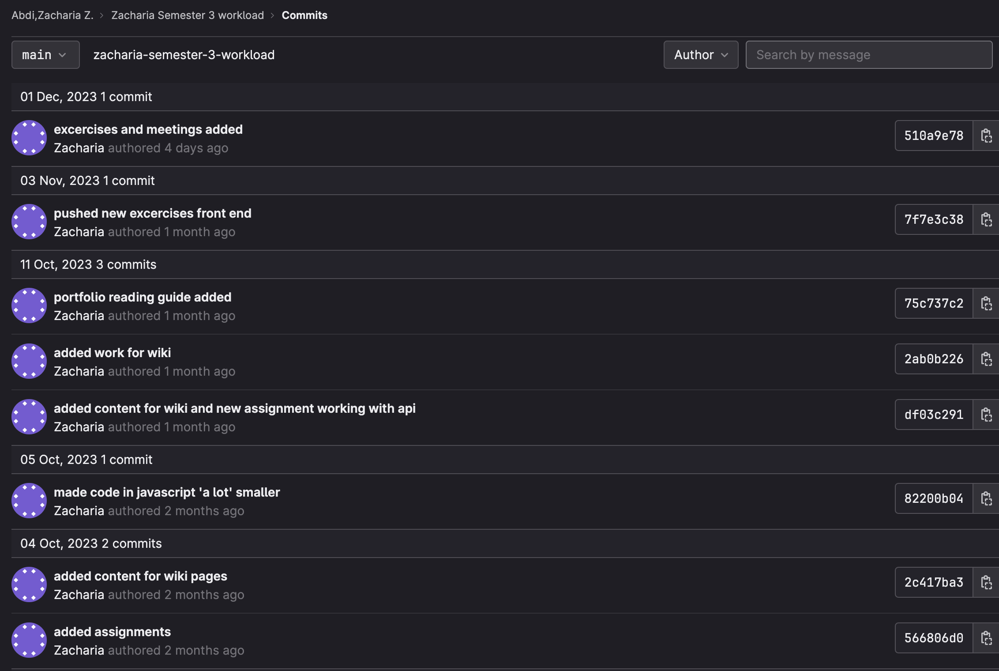 Abdi,Zacharia Z. > Zacharia Semester 3 workload > Commits
main zacharia-semester-3-workload Author Search by message
01 Dec, 2023 1 commit
excercises and meetings added
Zacharia authored 4 days ago
510a9e78
03 Nov, 2023 1 commit
pushed new excercises front end
Zacharia authored 1 month ago
7f7e3c38
11 Oct, 2023 3 commits
portfolio reading guide added
Zacharia authored 1 month ago
75c737c2
added work for wiki
Zacharia authored 1 month ago
2ab0b226
added content for wiki and new assignment working with api
Zacharia authored 1 month ago
df03c291
05 Oct, 2023 1 commit
made code in javascript 'a lot' smaller
Zacharia authored 2 months ago
82200b04
04 Oct, 2023 2 commits
added content for wiki pages
Zacharia authored 2 months ago
2c417ba3
added assignments
Zacharia authored 2 months ago
566806d0